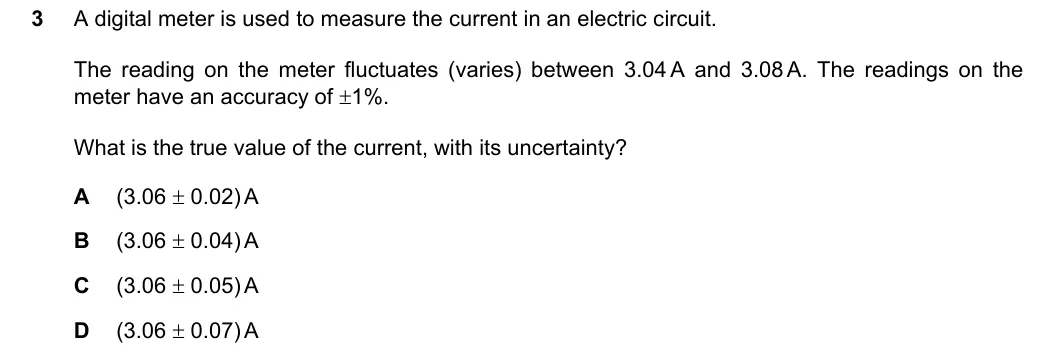 3 A digital meter is used to measure the current in an electric circuit.
The reading on the meter fluctuates (varies) between 3.04 A and 3.08 A. The readings on the
meter have an accuracy of ±1%.
What is the true value of the current, with its uncertainty?
A (3.06 ± 0.02) A
B (3.06 ± 0.04) A
C (3.06 ± 0.05) A
D (3.06 ± 0.07) A